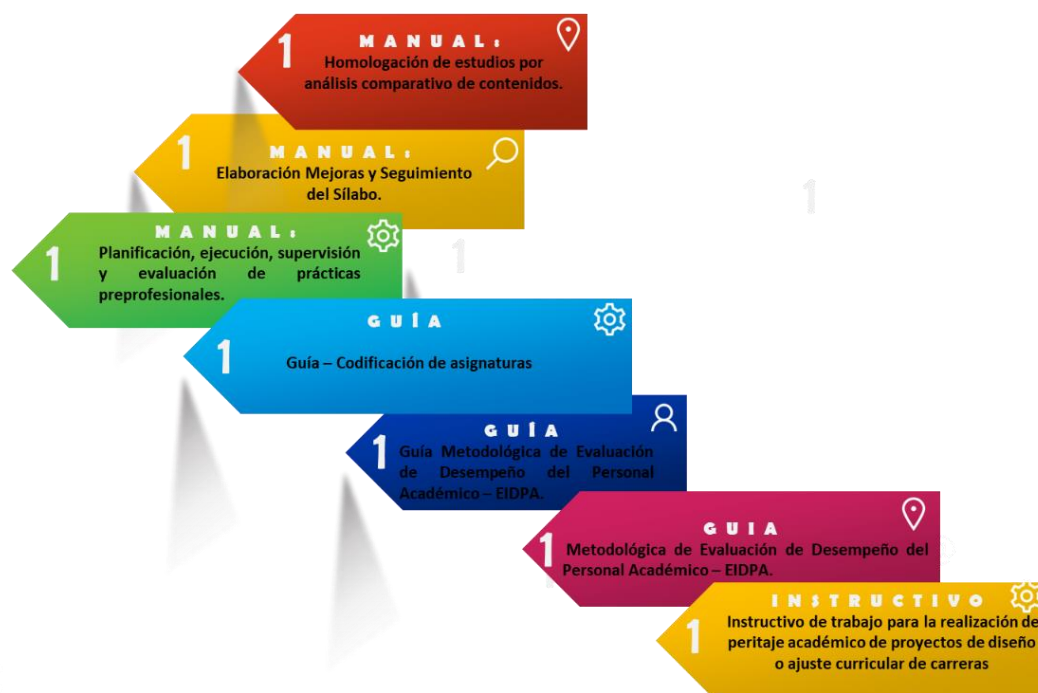 1
MANUAL:
Homologación de estudios por
análisis comparativo de contenidos.
1
MANUAL:
Elaboración Mejoras y Seguimiento
del Sílabo.
1
MANUAL:
Planificación, ejecución, supervisión
y evaluación de prácticas
preprofesionales.
1
1
1
GUÍA
Guía – Codificación de asignaturas
1
GUÍA
Guía Metodológica de Evaluación
de Desempeño del Personal
Académico – EIDPA.
1
GUIA
Metodológica de Evaluación de Desempeño del
Personal Académico – EIDPA.
1
INSTRUCTIVO
Instructivo de trabajo para la realización de
peritaje académico de proyectos de diseño
o ajuste curricular de carreras